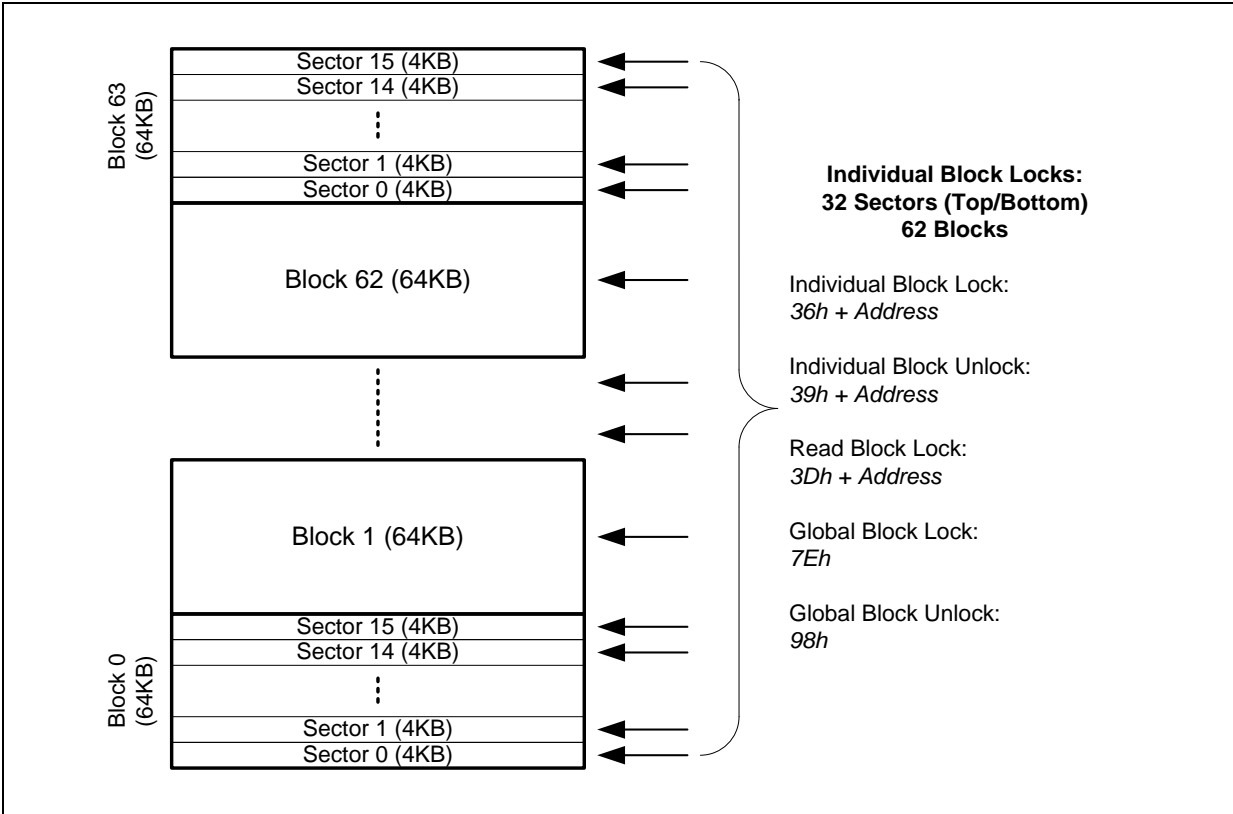 Block 63
(64KB)
Sector 15 (4KB)
Sector 14 (4KB)
Sector 1 (4KB)
Sector 0 (4KB)
Block 62 (64KB)
Block 1 (64KB)
Block 0
(64KB)
Sector 15 (4KB)
Sector 14 (4KB)
Sector 1 (4KB)
Sector 0 (4KB)
Individual Block Locks:
32 Sectors (Top/Bottom)
62 Blocks
Individual Block Lock:
36h + Address
Individual Block Unlock:
39h + Address
Read Block Lock:
3Dh + Address
Global Block Lock:
7Eh
Global Block Unlock:
98h